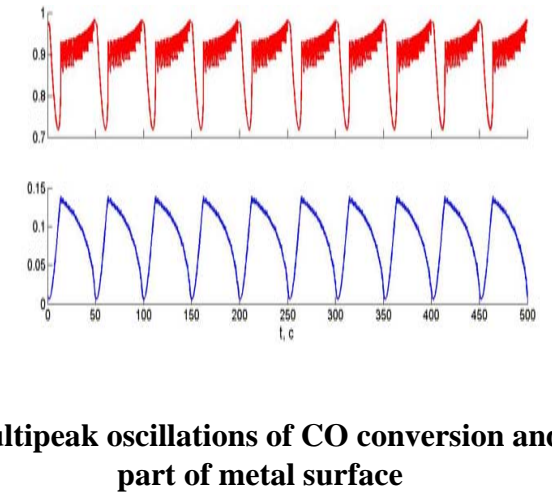 1
0.9
0.8
0.7
0.15
0.1
0.05
0
0 50 100 150 200 250 300 350 400 450 500
t, c
ultipeak oscillations of CO conversion and
part of metal surface